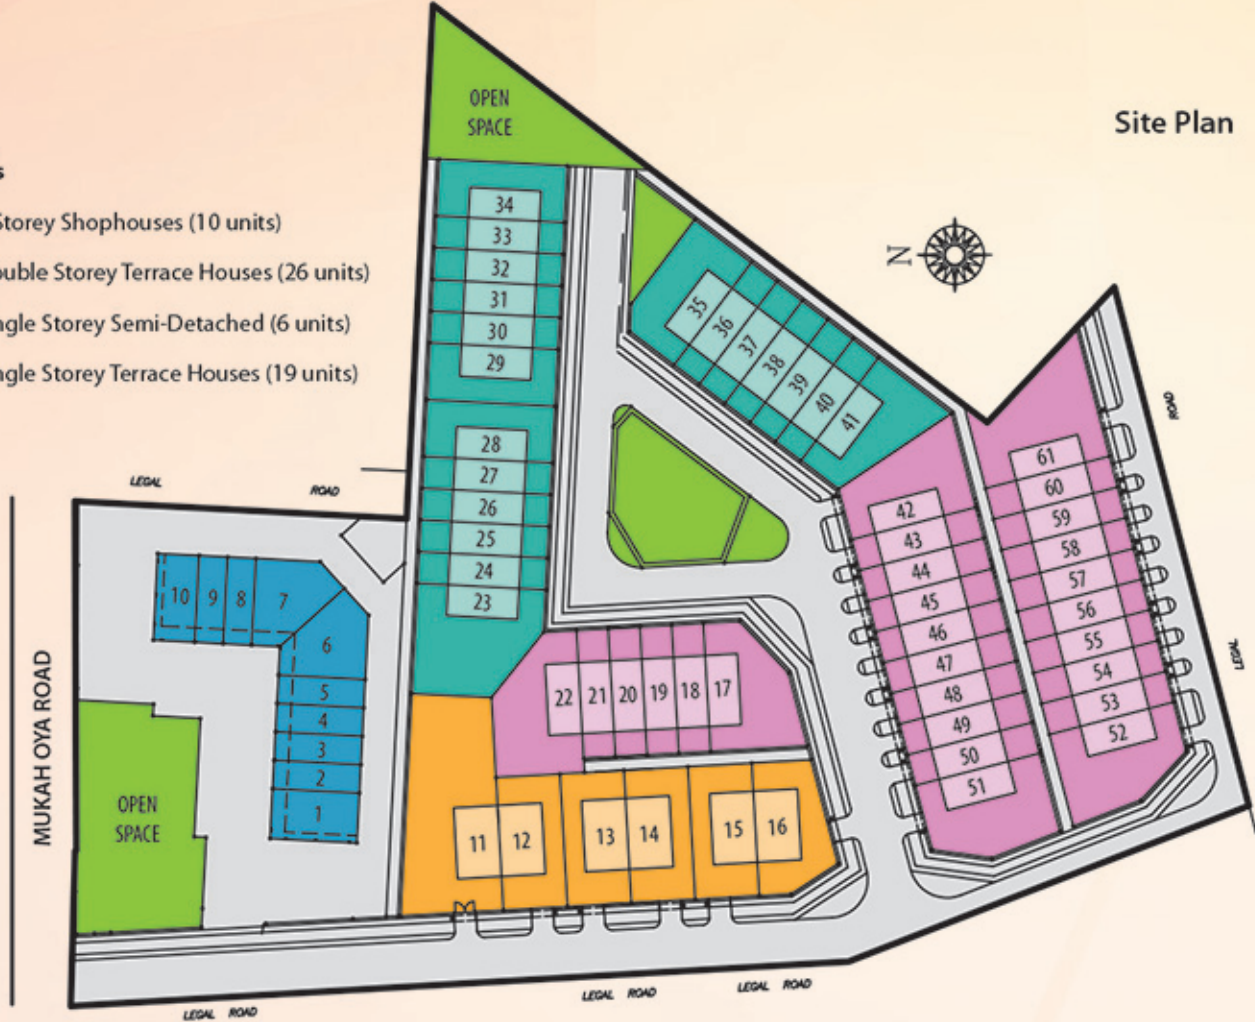 OPEN
SPACE
Site Plan
s
Storey Shophouses (10 units)
ouble Storey Terrace Houses (26 units)
ngle Storey Semi-Detached (6 units)
ngle Storey Terrace Houses (19 units)
N
34
33
32
31
30
29
28
27
26
25
24
23
35
36
37
38
39
40
41
61
60
59
58
57
56
55
54
53
52
42
43
44
45
46
47
48
49
50
51
ROAD
LEGAL
LEGAL ROAD
10 9 8 7
6
5
4
3
2
1
22 21 20 19 18 17
11 12 13 14 15 16
MUKAH OYA ROAD
OPEN
SPACE
LEGAL ROAD
LEGAL ROAD
LEGAL ROAD